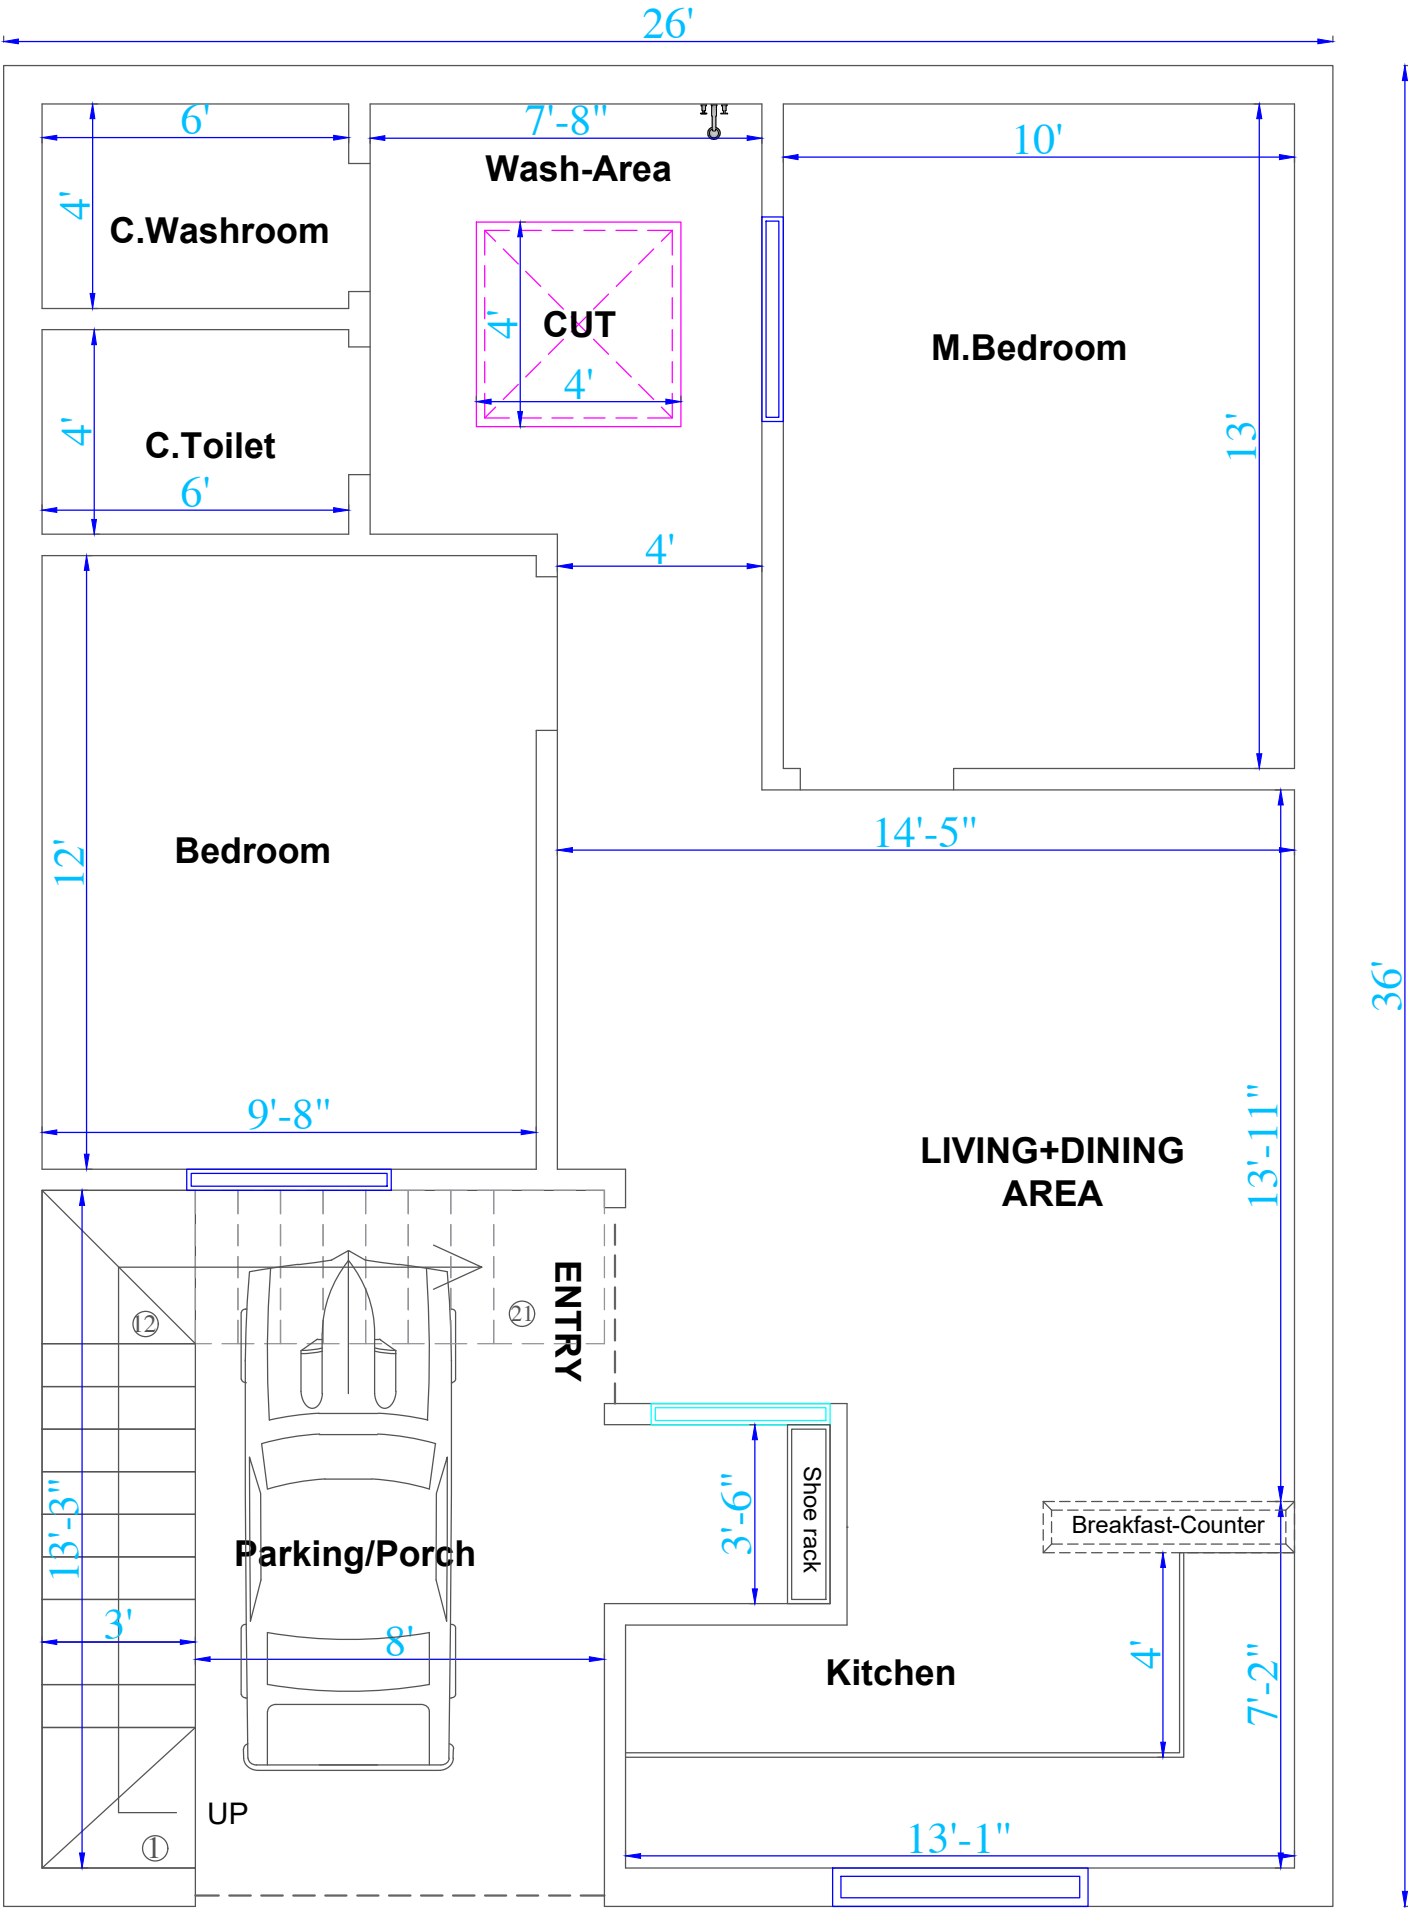 26'
6'
7'-8"
10'
Wash-Area
4'
C.Washroom
4'
CUT
M.Bedroom
4'
4'
C.Toilet
13'
6'
4'
14'-5"
Bedroom
12'
36'
9'-8"
13'-11"
LIVING+DINING
AREA
ENTRY
12
21
13'-3"
3'-6"
Shoe rack
Breakfast-Counter
Parking/Porch
3'
8'
4'
Kitchen
7'-2"
UP
1
13'-1"